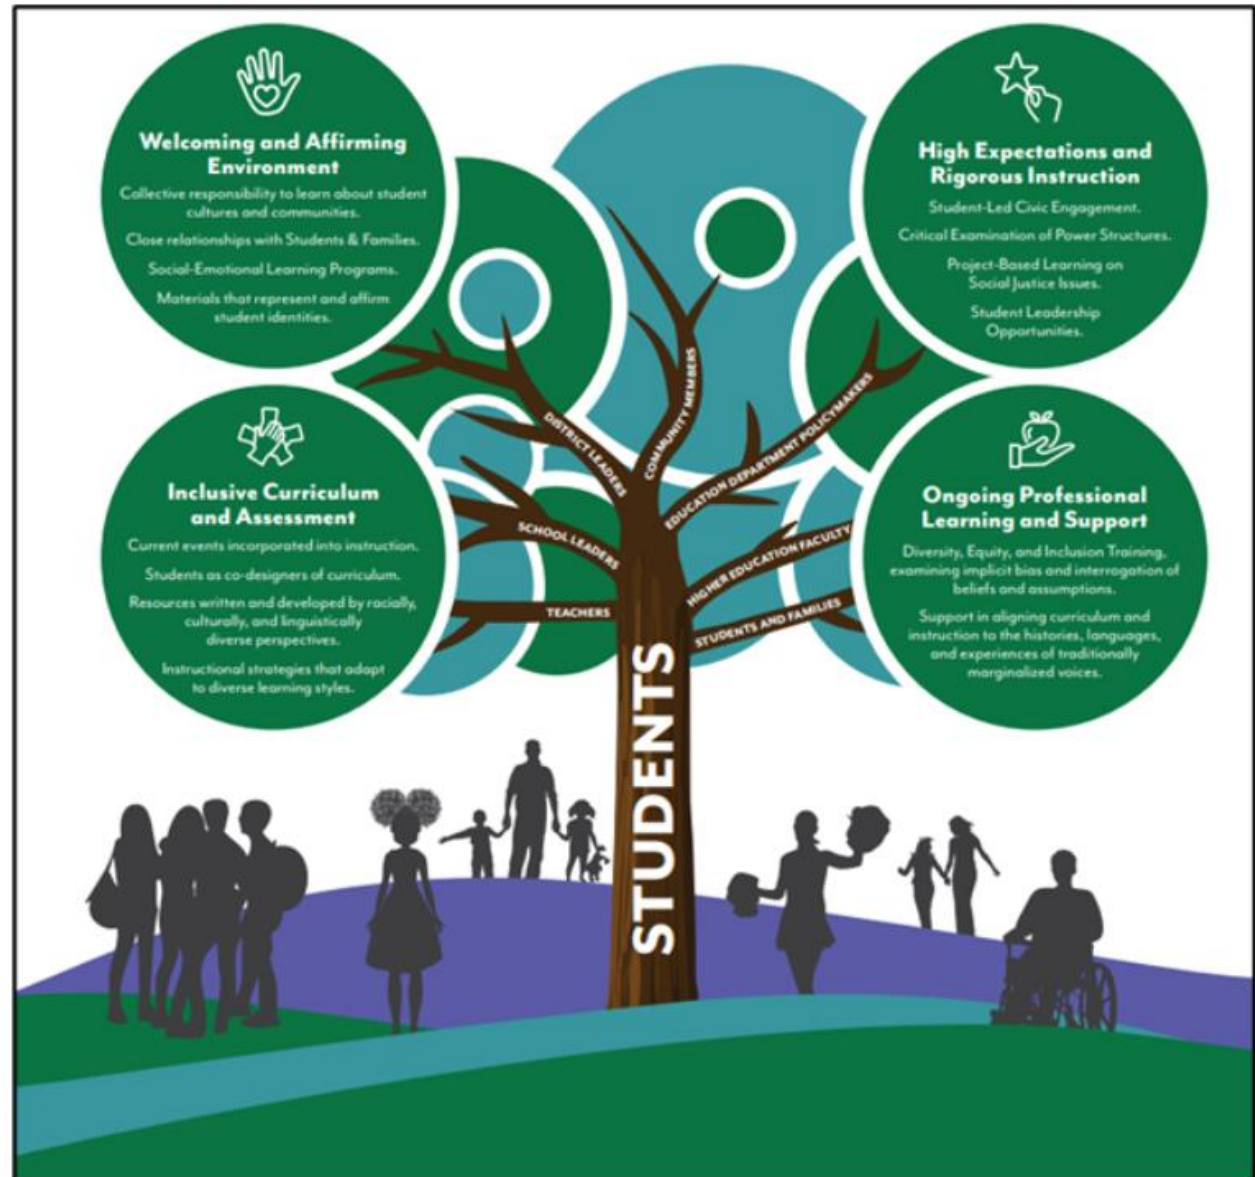 Welcoming and Affirming
Environment
Collective responsibility to learn about student
cultures and communities.
Close relationships with Students & Families.
Social-Emotional Learning Programs.
Materials that represent and affirm
student identities.
High Expectations and
Rigorous Instruction
Student-Led Civic Engagement.
Critical Examination of Power Structures.
Project-Based Learning on
Social Justice Issues.
Student Leadership
Opportunities.
Inclusive Curriculum
and Assessment
Current events incorporated into instruction.
Students as co-designers of curriculum.
Resources written and developed by racially,
culturally, and linguistically
diverse perspectives.
Instructional strategies that adapt
to diverse learning styles.
Ongoing Professional
Learning and Support
Diversity, Equity, and Inclusion Training,
examining implicit bias and interrogation of
beliefs and assumptions.
Support in aligning curriculum and
instruction to the histories, languages,
and experiences of traditionally
marginalized voices.
DISTRICT LEADERS
COMMUNITY MEMBERS
EDUCATION DEPARTMENT POLICYMAKERS
SCHOOL LEADERS
HIGHER EDUCATION FACULTY
TEACHERS
STUDENTS AND FAMILIES
STUDENTS